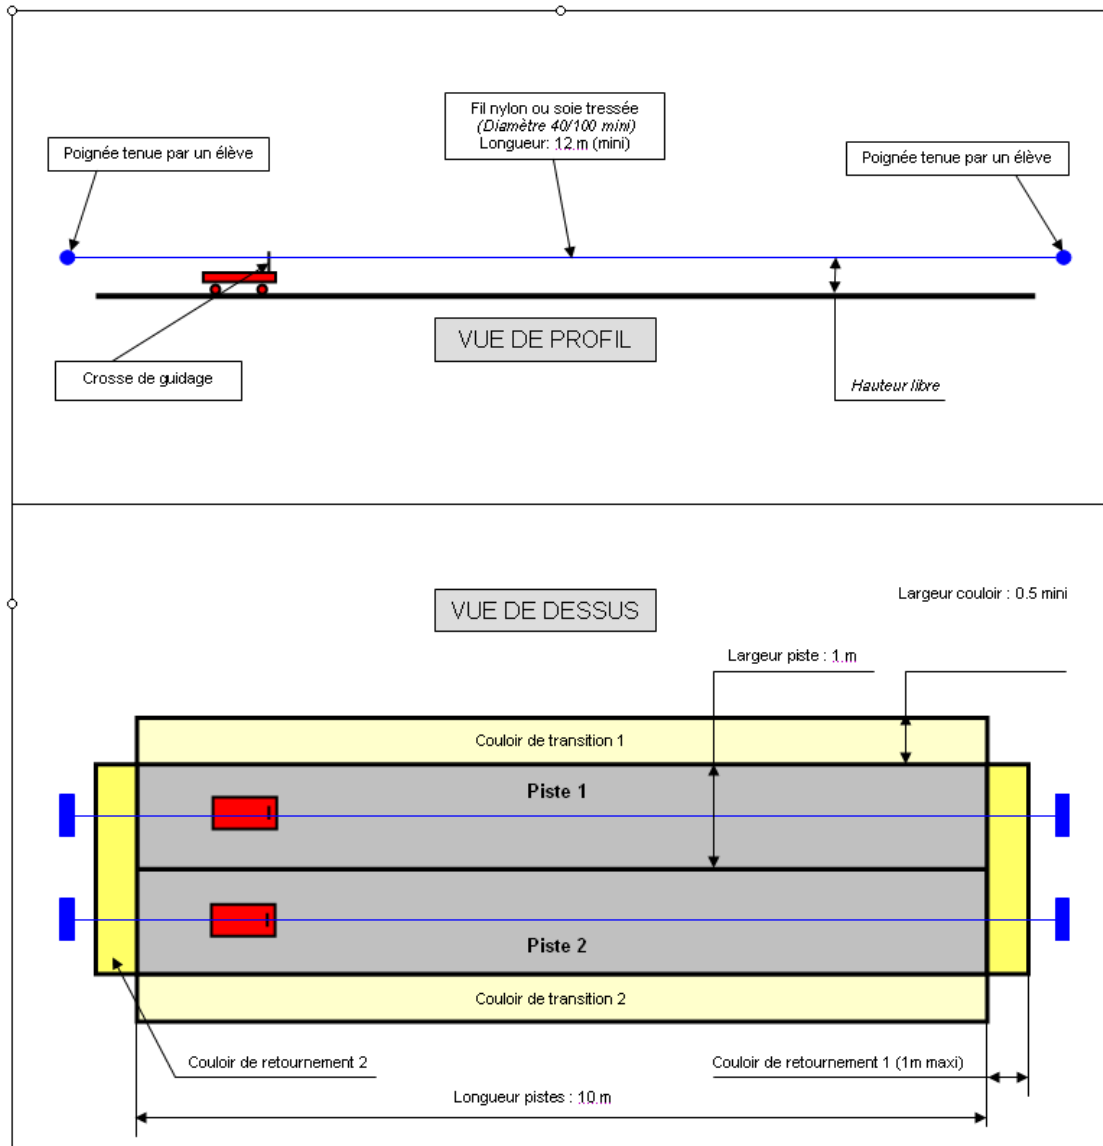 Fil nylon ou soie tressée
(Diamètre 40/100 mini)
Longueur: 12 m (mini)
Poignée tenue par un élève
Poignée tenue par un élève
VUE DE PROFIL
Crosse de guidage
Hauteur libre
VUE DE DESSUS
Largeur couloir : 0.5 mini
Largeur piste : 1 m
Couloir de transition 1
Piste 1
Piste 2
Couloir de transition 2
Couloir de retournement 2
Couloir de retournement 1 (1m maxi)
Longueur pistes : 10 m